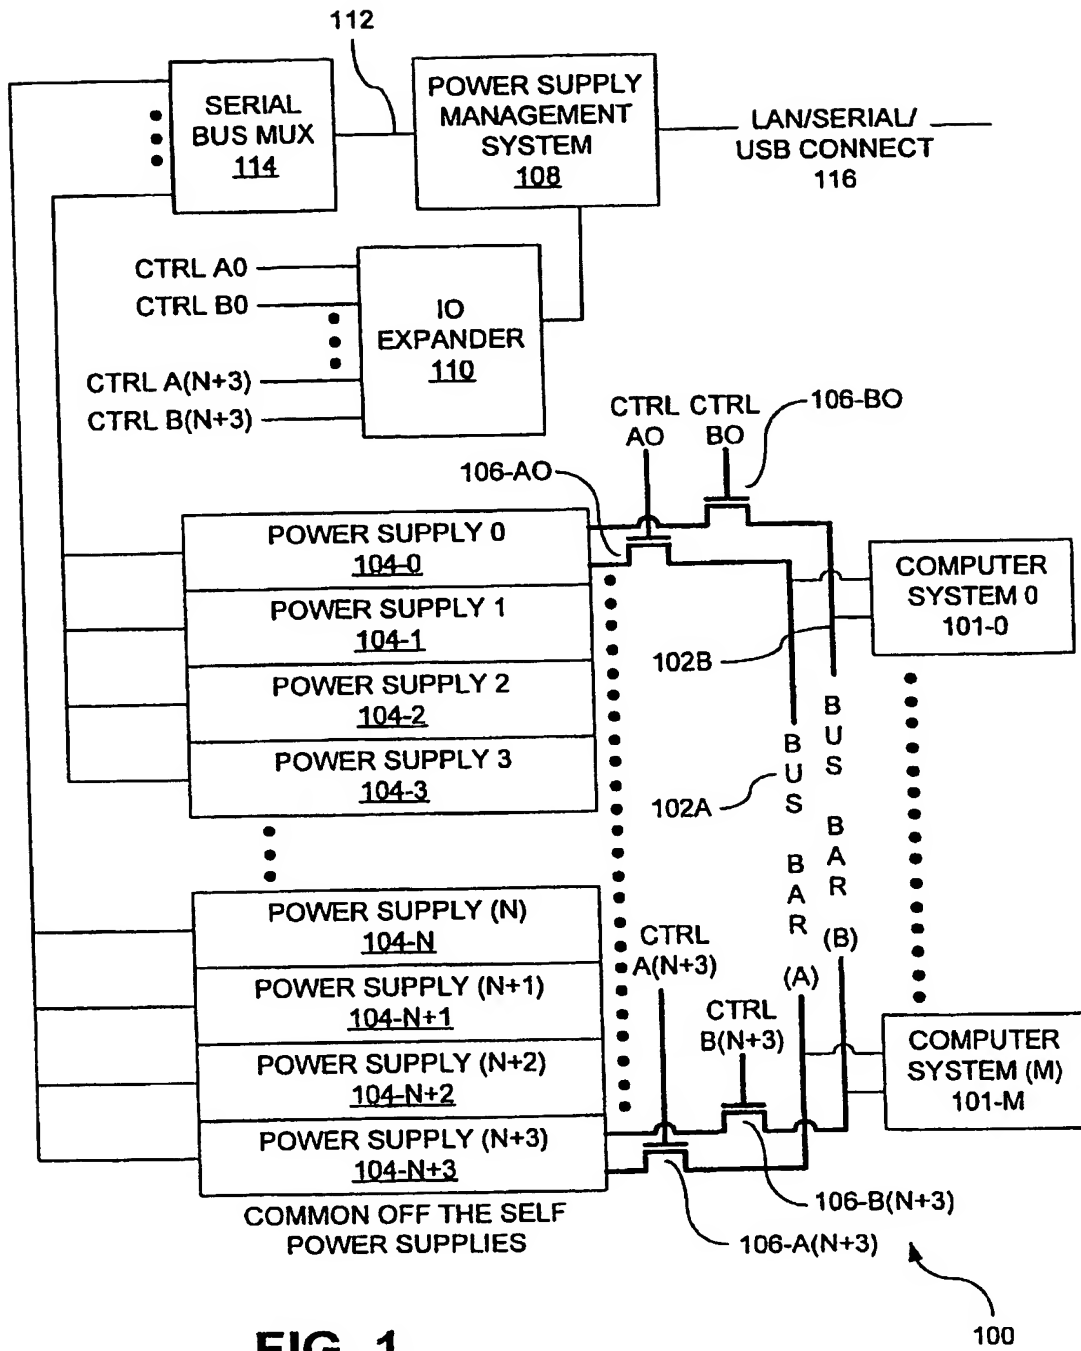 112
SERIAL
BUS MUX
114
POWER SUPPLY
MANAGEMENT
SYSTEM
108
LAN/SERIAL/
USB CONNECT
116
CTRL A0
CTRL B0
CTRL A(N+3)
CTRL B(N+3)
IO
EXPANDER
110
CTRL
AO
CTRL
BO
106-BO
106-AO
POWER SUPPLY 0
104-0
POWER SUPPLY 1
104-1
POWER SUPPLY 2
104-2
POWER SUPPLY 3
104-3
COMPUTER
SYSTEM 0
101-0
102B
102A
BUS BAR (A)
BUS BAR (B)
POWER SUPPLY (N)
104-N
POWER SUPPLY (N+1)
104-N+1
POWER SUPPLY (N+2)
104-N+2
POWER SUPPLY (N+3)
104-N+3
CTRL
A(N+3)
CTRL
B(N+3)
COMPUTER
SYSTEM (M)
101-M
COMMON OFF THE SELF
POWER SUPPLIES
106-B(N+3)
106-A(N+3)
100
FIG. 1